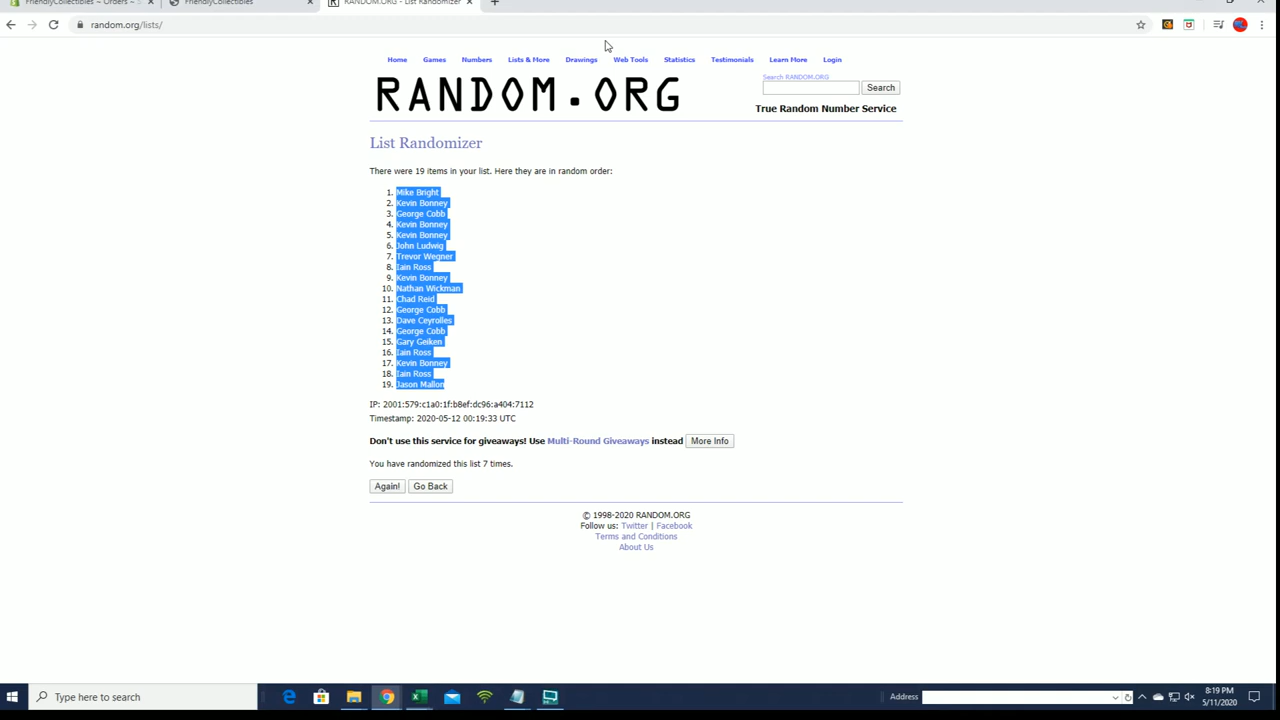 FriendlyCollectibles ~ Orders ~
FriendlyCollectibles
RANDOM.ORG - List Randomizer
random.org/lists/
Home Games Numbers Lists & More Drawings Web Tools Statistics Testimonials Learn More Login
RANDOM.ORG
Search RANDOM.ORG
Search
True Random Number Service
List Randomizer
There were 19 items in your list. Here they are in random order:
1. Mike Bright
2. Kevin Bonney
3. George Cobb
4. Kevin Bonney
5. Kevin Bonney
6. John Ludwig
7. Trevor Wegner
8. Iain Ross
9. Kevin Bonney
10. Nathan Wickman
11. Chad Reid
12. George Cobb
13. Dave Ceyrolles
14. George Cobb
15. Gary Geiken
16. Iain Ross
17. Kevin Bonney
18. Iain Ross
19. Jason Mallon
IP: 2001:579:c1a0:1f:b8ef:dc96:a404:7112
Timestamp: 2020-05-12 00:19:33 UTC
Don't use this service for giveaways! Use Multi-Round Giveaways instead More Info
You have randomized this list 7 times.
Again! Go Back
© 1998-2020 RANDOM.ORG
Follow us: Twitter | Facebook
Terms and Conditions
About Us
Type here to search
Address
8:19 PM
5/11/2020